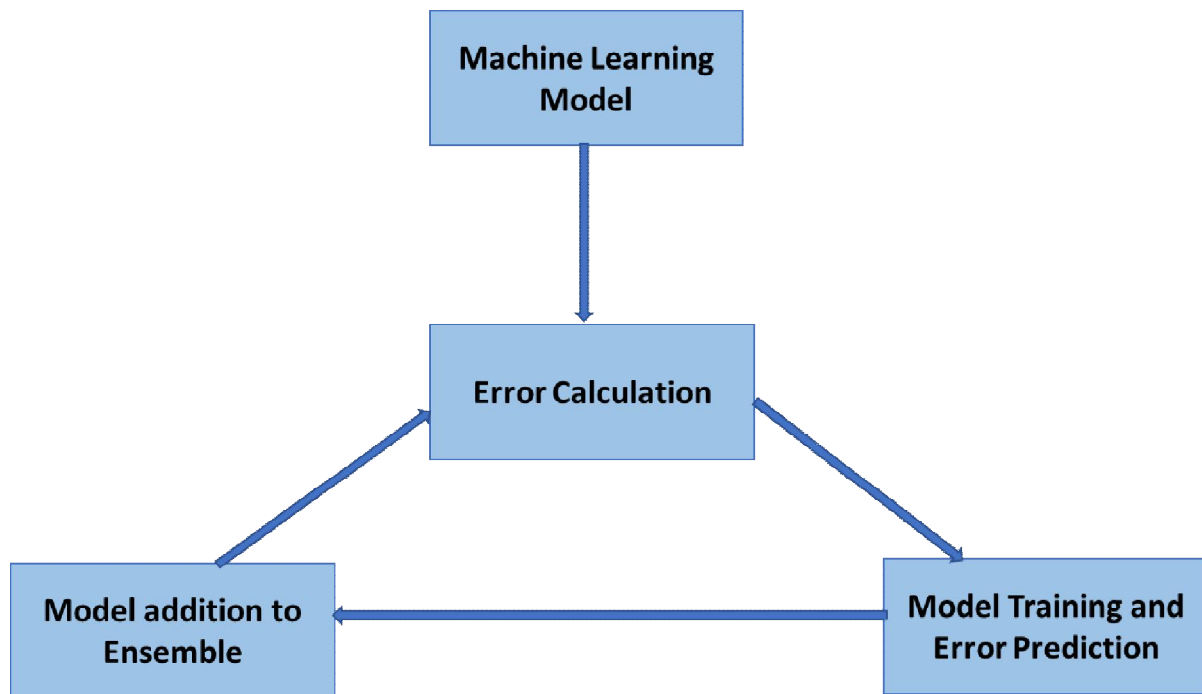 Machine Learning
Model
Error Calculation
Model addition to
Ensemble
Model Training and
Error Prediction